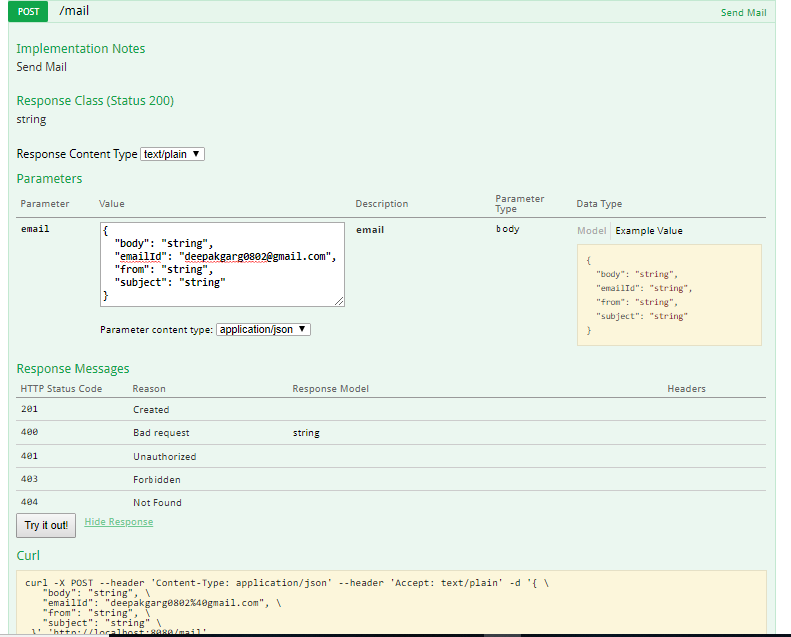 POST /mail Send Mail
Implementation Notes
Send Mail
Response Class (Status 200)
string
Response Content Type text/plain ▼
Parameters
Parameter Value Description Parameter Type Data Type
email
{
"body": "string",
"emailId": "deepakgarg0802@gmail.com",
"from": "string",
"subject": "string"
}
Parameter content type: application/json ▼
email
body
Model Example Value
{
"body": "string",
"emailId": "string",
"from": "string",
"subject": "string"
}
Response Messages
HTTP Status Code Reason Response Model Headers
201 Created
400 Bad request string
401 Unauthorized
403 Forbidden
404 Not Found
Try it out! Hide Response
Curl
curl -X POST --header 'Content-Type: application/json' --header 'Accept: text/plain' -d '{ \
"body": "string", \
"emailId": "deepakgarg0802%40gmail.com", \
"from": "string", \
"subject": "string" \
}' 'http://localhost:8080/mail'